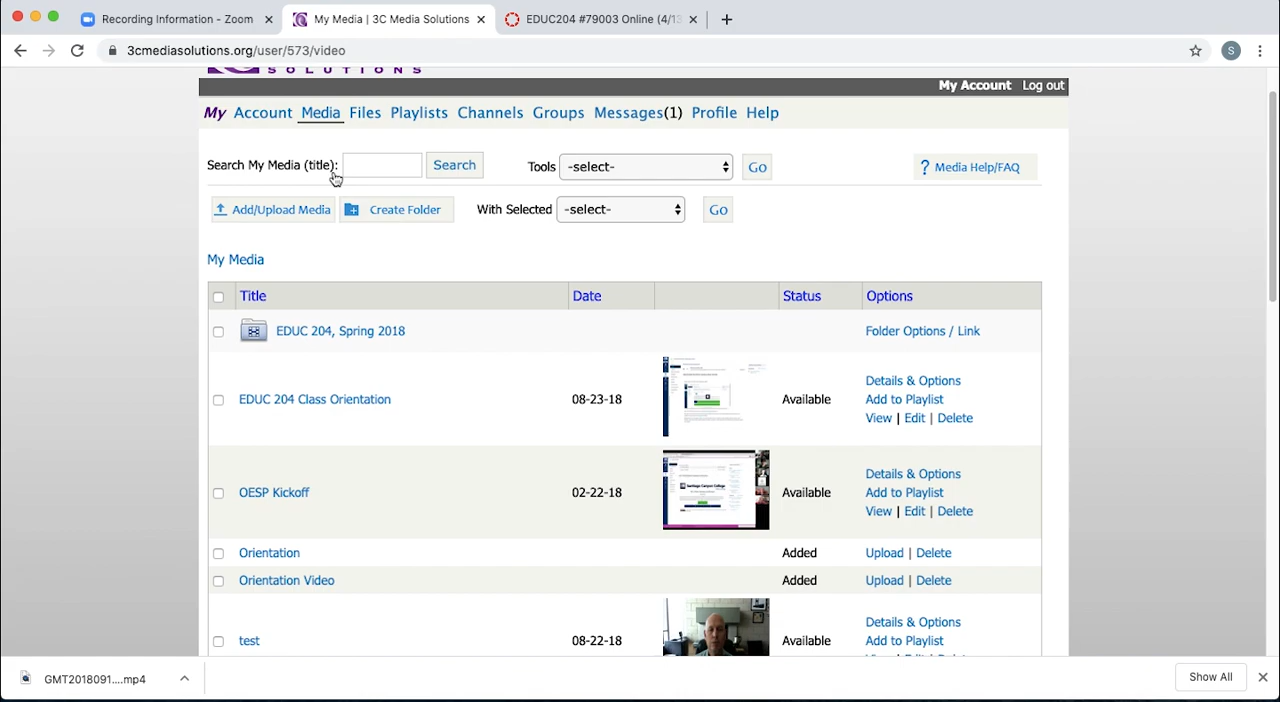 Recording Information - Zoom
My Media | 3C Media Solutions
EDUC204 #79003 Online (4/13
3cmediasolutions.org/user/573/video
S
SOLUTIONS
My Account Log out
My Account Media Files Playlists Channels Groups Messages(1) Profile Help
Search My Media (title): Search Tools -select- Go ? Media Help/FAQ
Add/Upload Media Create Folder With Selected -select- Go
My Media
Title Date Status Options
EDUC 204, Spring 2018 Folder Options / Link
EDUC 204 Class Orientation 08-23-18 Available
Details & Options
Add to Playlist
View | Edit | Delete
OESP Kickoff 02-22-18 Available
Details & Options
Add to Playlist
View | Edit | Delete
Orientation Added Upload | Delete
Orientation Video Added Upload | Delete
test 08-22-18 Available
Details & Options
Add to Playlist
GMT2018091....mp4
Show All